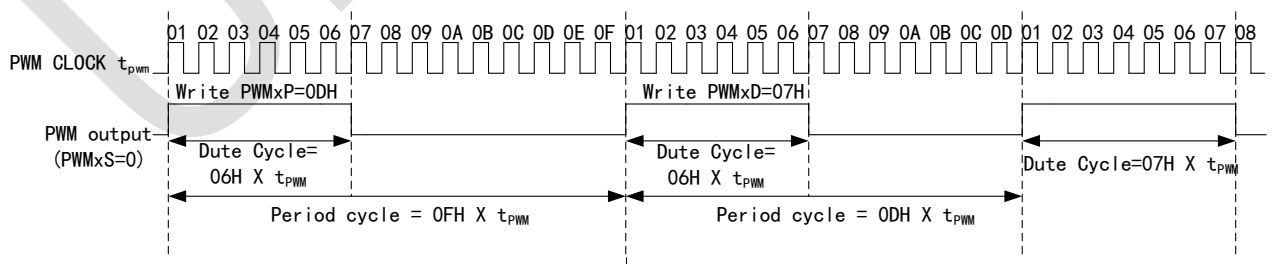 01 02 03 04 05 06 07 08 09 0A 0B 0C 0D 0E 0F 01 02 03 04 05 06 07 08 09 0A 0B 0C 0D 01 02 03 04 05 06 07 08
PWM CLOCK tpwm
Write PWMxP=0DH
Write PWMxD=07H
PWM output
(PWMxS=0)
Dute Cycle=
06H X tPWM
Dute Cycle=
06H X tPWM
Dute Cycle=07H X tPWM
Period cycle = 0FH X tPWM
Period cycle = 0DH X tPWM